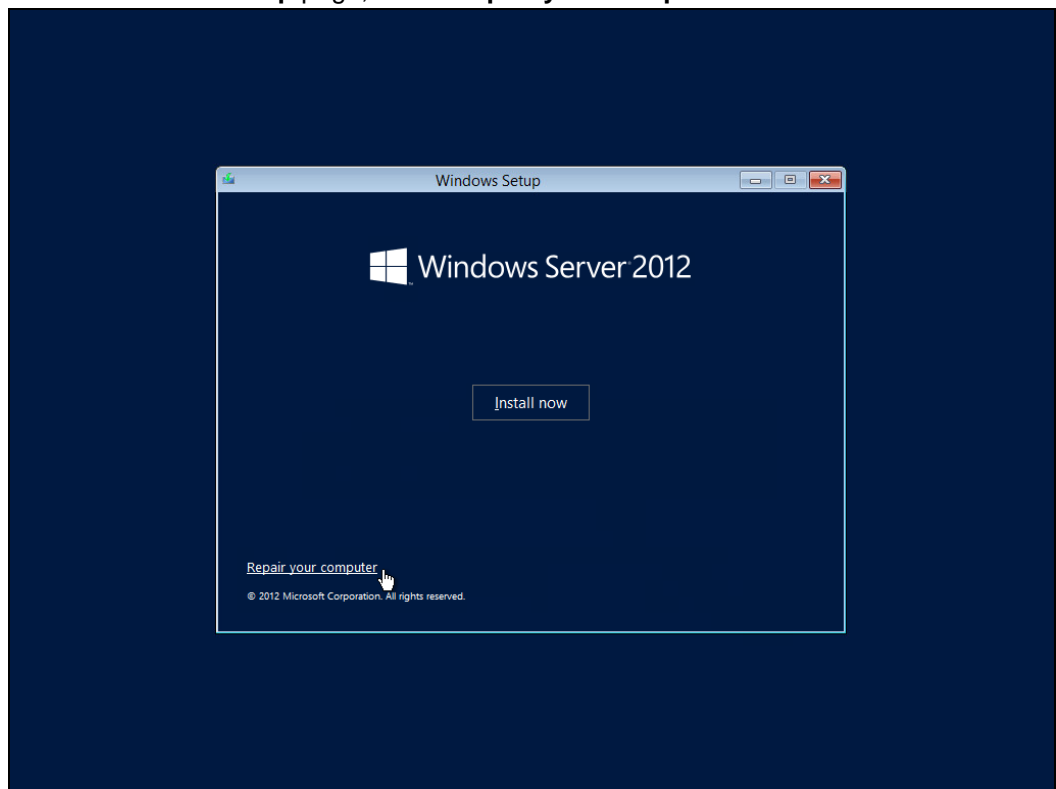 Windows Setup
Windows Server 2012
Install now
Repair your computer
© 2012 Microsoft Corporation. All rights reserved.